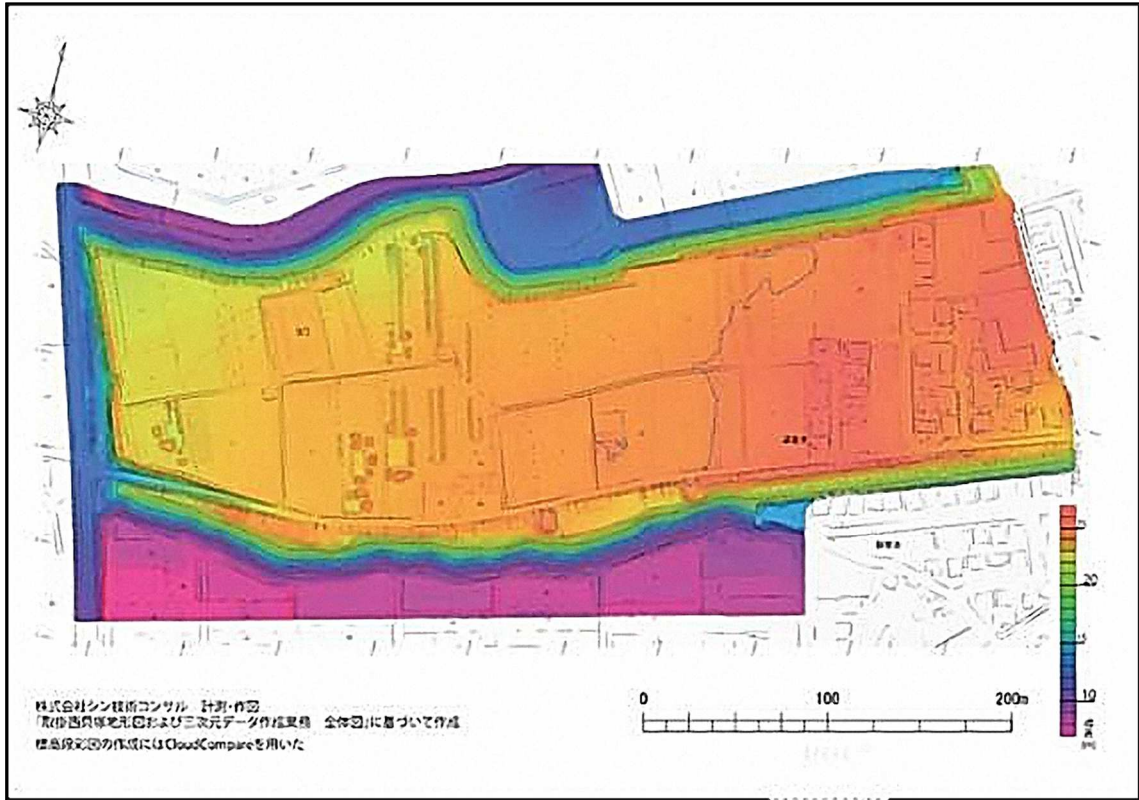 0 100 200m
25
20
15
10
株式会社シン技術コンサル 計測・作図
「取掛西貝塚地形図および三次元データ作成業務 全体図」に基づいて作成
標高段彩図の作成にはCloudCompareを用いた